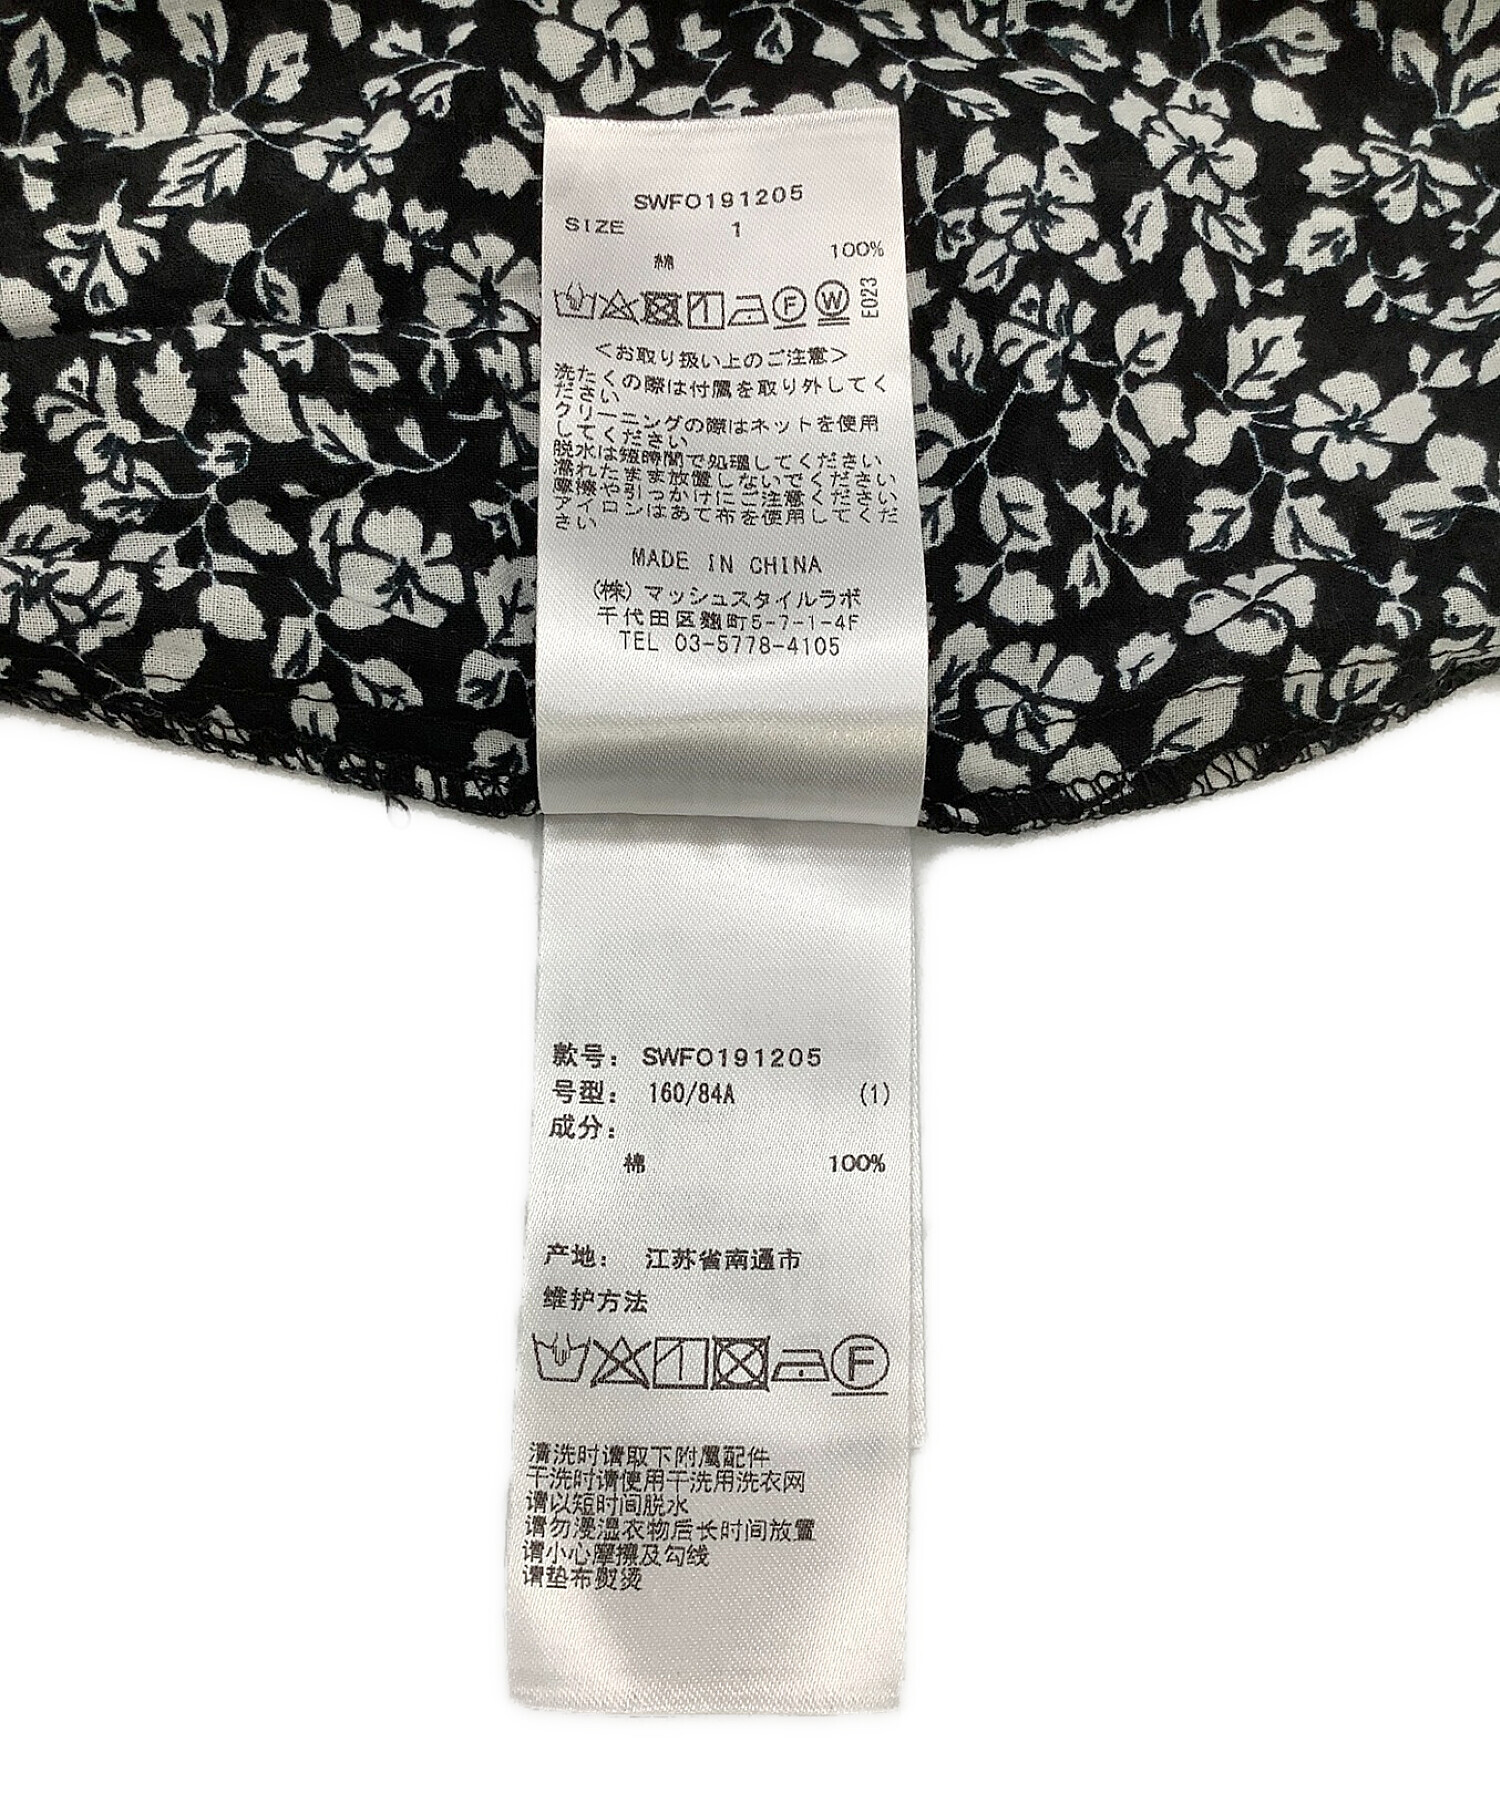 SWFO191205
SIZE 1
綿 100%
F W E023
<お取り扱い上のご注意>
洗たくの際は付属を取り外してく
ださい
クリーニングの際はネットを使用
してください
脱水は短時間で処理してください
濡れたまま放置しないでください
摩擦や引っかけにご注意ください
アイロンはあて布を使用してくだ
さい
MADE IN CHINA
(株)マッシュスタイルラボ
千代田区麹町5-7-1-4F
TEL 03-5778-4105
款号: SWFO191205
号型: 160/84A (1)
成分:
棉 100%
产地: 江苏省南通市
维护方法
F
清洗时请取下附属配件
干洗时请使用干洗用洗衣网
请以短时间脱水
请勿浸湿衣物后长时间放置
请小心摩擦及勾线
请垫布熨烫